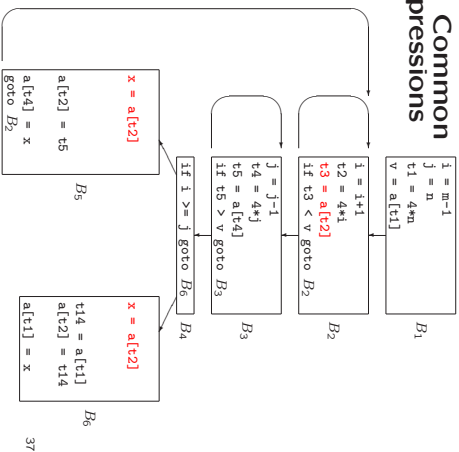 Common
pressions
i = m-1
j = n
t1 = 4*n
v = a[t1]
B1
i = i+1
t2 = 4*i
t3 = a[t2]
if t3 < v goto B2
B2
j = j-1
t4 = 4*j
t5 = a[t4]
if t5 > v goto B3
B3
if i >= j goto B6
B4
x = a[t2]
a[t2] = t5
a[t4] = x
goto B2
B5
x = a[t2]
t14 = a[t1]
a[t2] = t14
a[t1] = x
B6
37